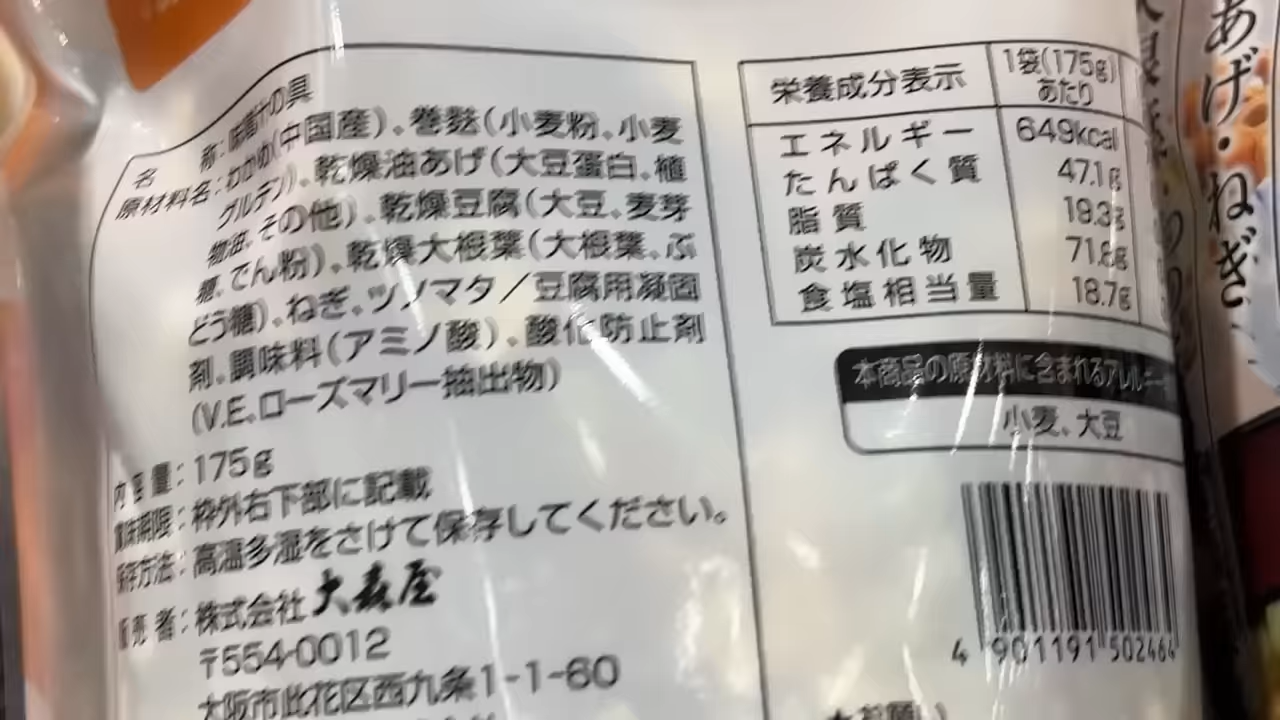 名 称:味噌汁の具
原材料名:わかめ(中国産)、巻麩(小麦粉、小麦
グルテン)、乾燥油あげ(大豆蛋白、植
物油、その他)、乾燥豆腐(大豆、麦芽
糖、でん粉)、乾燥大根葉(大根葉、ぶ
どう糖)、ねぎ、ツノマタ/豆腐用凝固
剤、調味料(アミノ酸)、酸化防止剤
(V.E、ローズマリー抽出物)
内容量:175g
賞味期限:枠外右下部に記載
保存方法:高温多湿をさけて保存してください。
販売者:株式会社大森屋
〒554-0012
大阪市此花区西九条1-1-60
栄養成分表示 1袋(175g)あたり
エネルギー 649kcal
たんぱく質 47.1g
脂質 19.3g
炭水化物 71.8g
食塩相当量 18.7g
本商品の原材料に含まれるアレルギー
小麦、大豆
4 901191 502464
お願い
あげ・ねぎ、